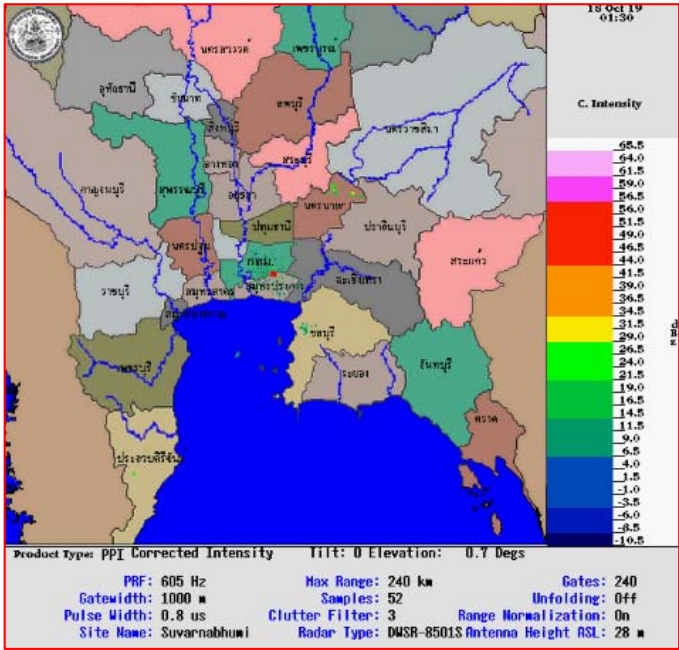 18 Oct 19
01:30
C. Intensity
นครสวรรค์
เพชรบูรณ์
อุทัยธานี
ชัยนาท
ลพบุรี
สิงห์บุรี
นครราชสีมา
อ่างทอง
สระบุรี
กาญจนบุรี
สุพรรณบุรี
อยุธยา
นครนายก
ปทุมธานี
ปราจีนบุรี
นครปฐม
กทม.
สระแก้ว
ราชบุรี
สมุทรสาคร
สมุทรปราการ
ฉะเชิงเทรา
สมุทรสงคราม
ชลบุรี
เพชรบุรี
ระยอง
จันทบุรี
ตราด
ประจวบคีรีขันธ์
65.5
64.0
61.5
59.0
56.5
56.0
51.5
49.0
46.5
44.0
41.5
39.0
36.5
34.5
31.5
29.0
26.5
24.0
21.5
19.0
16.5
14.5
11.5
9.0
6.5
4.0
1.5
-1.0
-3.5
-6.0
-8.5
-10.5
Product Type: PPI Corrected Intensity Tilt: 0 Elevation: 0.7 Degs
PRF: 605 Hz Max Range: 240 km Gates: 240
Gatewidth: 1000 m Samples: 52 Unfolding: Off
Pulse Width: 0.8 us Clutter Filter: 3 Range Normalization: On
Site Name: Suvarnabhumi Radar Type: DWSR-8501S Antenna Height ASL: 28 m